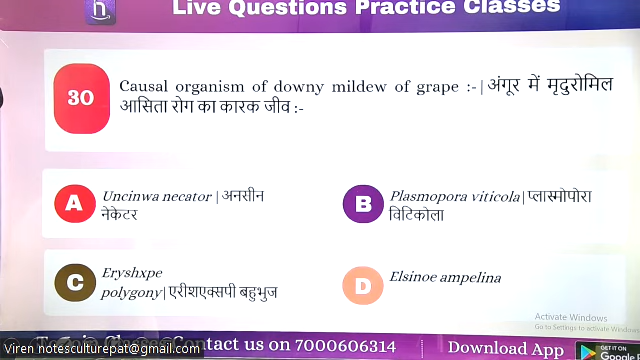 Live Questions Practice Classes
30
Causal organism of downy mildew of grape :-|अंगूर में मृदुरोमिल
आसिता रोग का कारक जीव :-
A
Uncinwa necator | अनसीन
नेकेटर
B
Plasmopora viticola|प्लास्मोपोरा
विटिकोला
C
Eryshxpe
polygony|एरीशएक्सपी बहुभुज
D
Elsinoe ampelina
Activate Windows
Go to Settings to activate Windows
Contact us on 7000606314
Download App
GET IT ON
Google
Viren notesculturepat@gmail.com